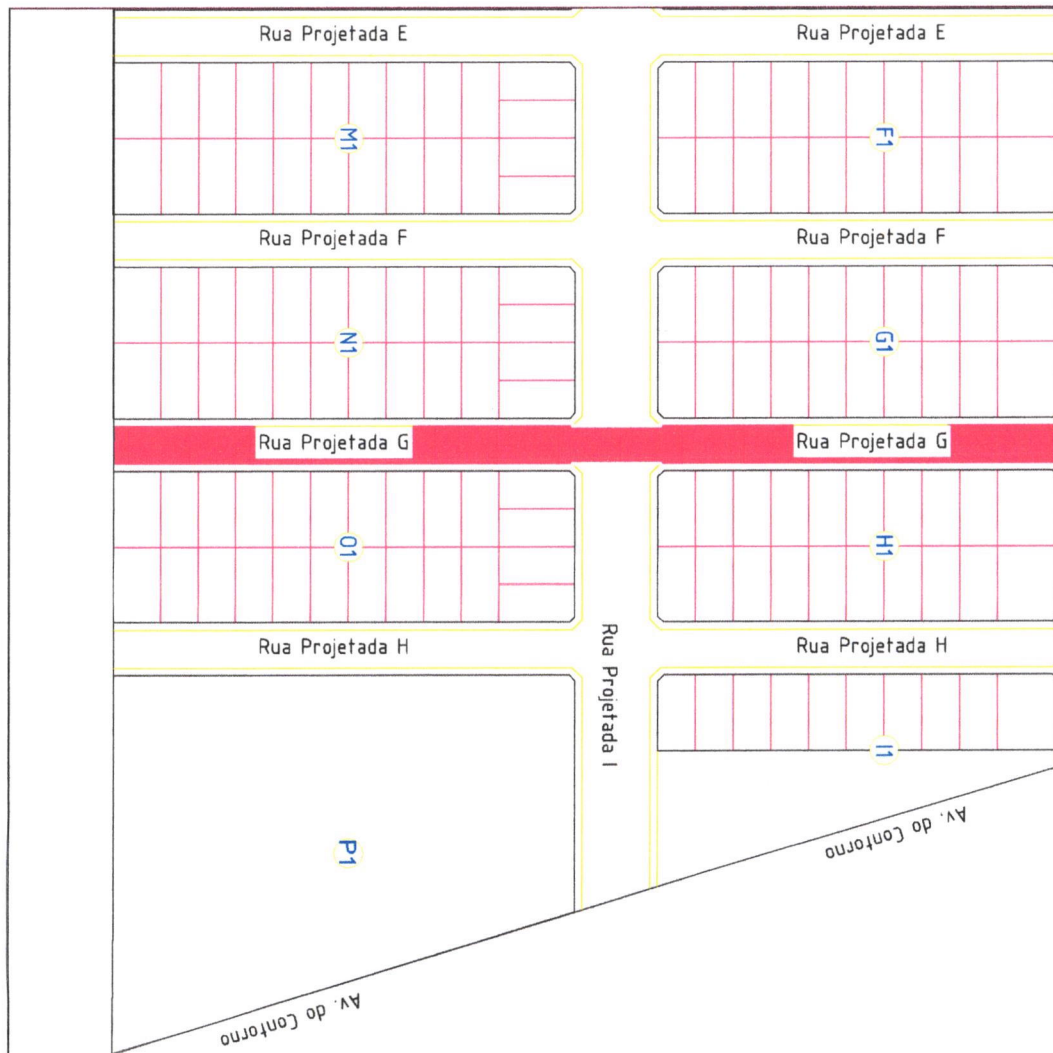 Rua Projetada E
Rua Projetada E
M1
F1
Rua Projetada F
Rua Projetada F
N1
G1
Rua Projetada G
Rua Projetada G
O1
H1
Rua Projetada H
Rua Projetada H
Rua Projetada I
I1
Av. do Contorno
P1
Av. do Contorno